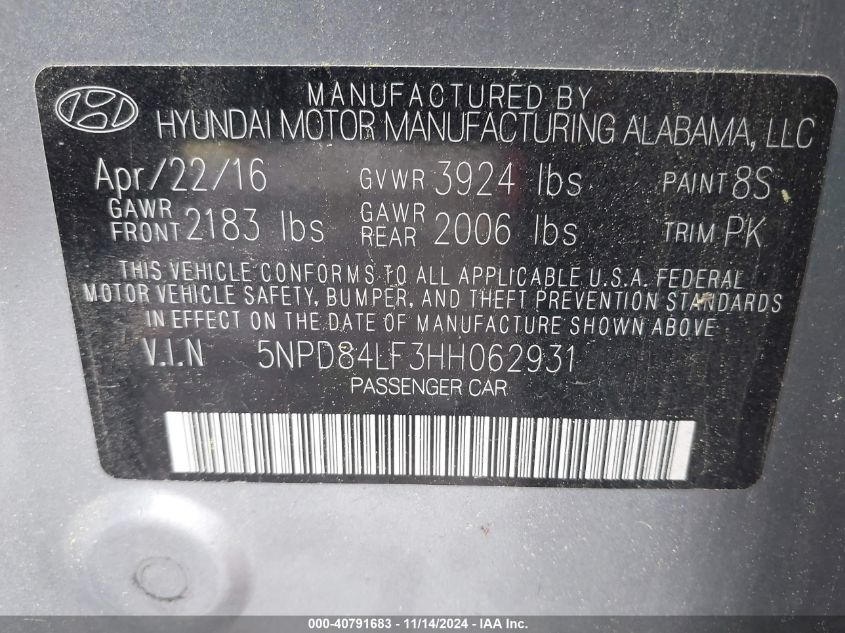 MANUFACTURED BY
HYUNDAI MOTOR MANUFACTURING ALABAMA, LLC
Apr/22/16 GVWR 3924 lbs PAINT 8S
GAWR FRONT 2183 lbs GAWR REAR 2006 lbs TRIM PK
THIS VEHICLE CONFORMS TO ALL APPLICABLE U.S.A. FEDERAL
MOTOR VEHICLE SAFETY, BUMPER, AND THEFT PREVENTION STANDARDS
IN EFFECT ON THE DATE OF MANUFACTURE SHOWN ABOVE.
V.I.N 5NPD84LF3HH062931
PASSENGER CAR
000-40791683 - 11/14/2024 - IAA Inc.